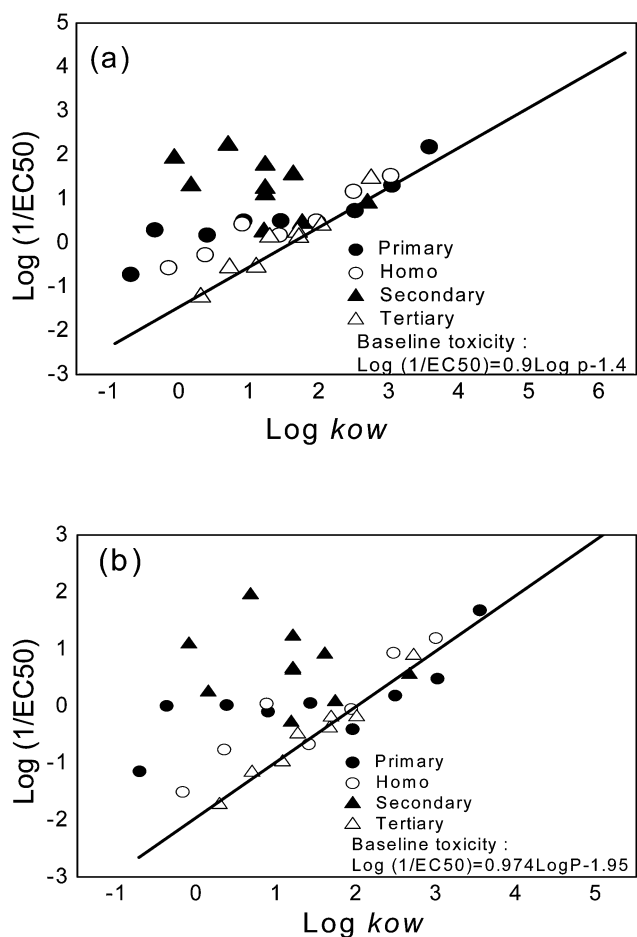 (a)
Log (1/EC50)
5
4
3
2
1
0
-1
-2
-3
Primary
Homo
Secondary
Tertiary
Baseline toxicity :
Log (1/EC50)=0.9Log p-1.4
-1 0 1 2 3 4 5 6
Log kow
(b)
Log (1/EC50)
3
2
1
0
-1
-2
-3
Primary
Homo
Secondary
Tertiary
Baseline toxicity :
Log (1/EC50)=0.974LogP-1.95
-1 0 1 2 3 4 5
Log kow